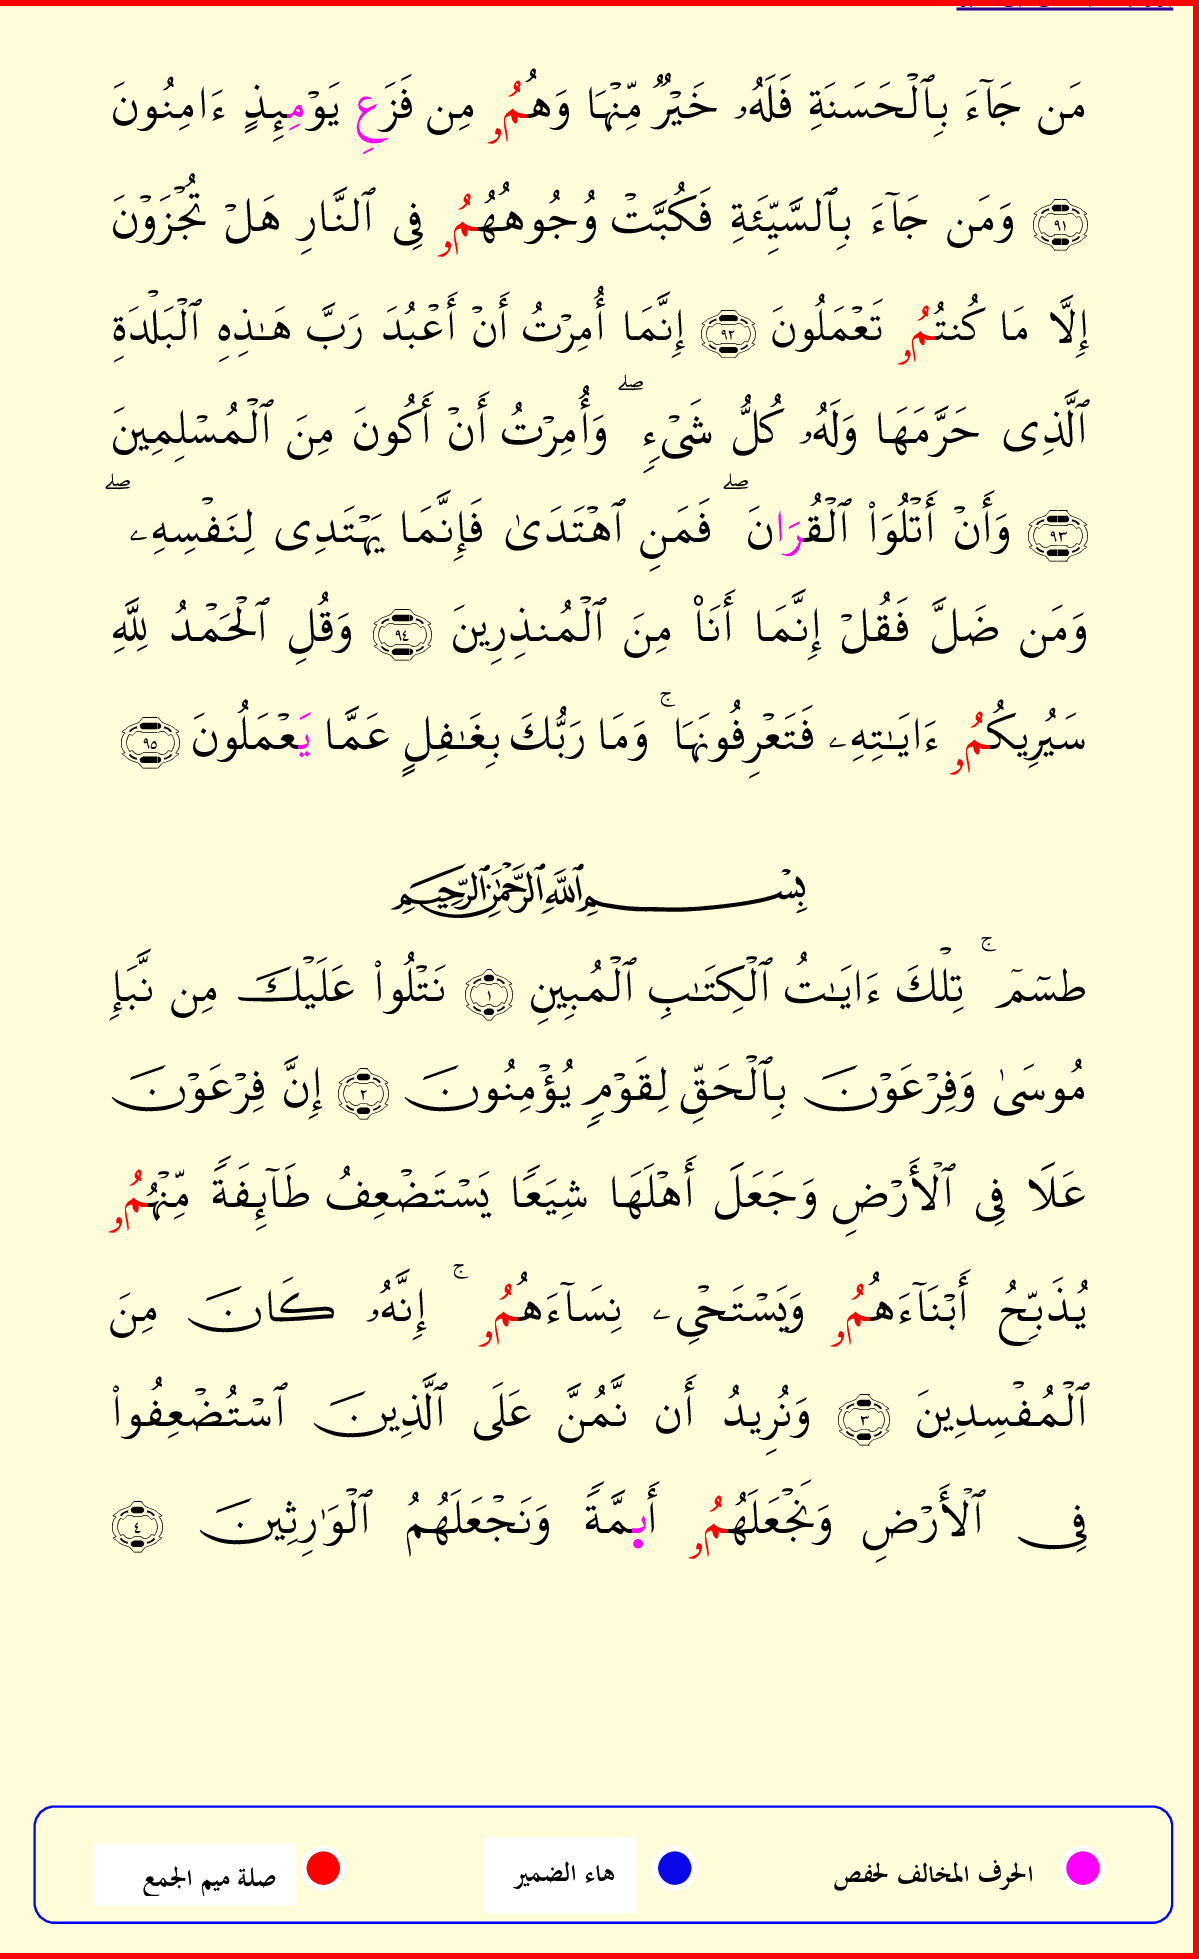 مَن جَآءَ بِٱلْحَسَنَةِ فَلَهُۥ خَيْرٌ مِّنْهَا وَهُمُۥ مِن فَزَعِ يَوْمِئِذٍ ءَامِنُونَ
٩١ وَمَن جَآءَ بِٱلسَّيِّئَةِ فَكُبَّتْ وُجُوهُهُمُۥ فِى ٱلنَّارِ هَلْ تُجْزَوْنَ
إِلَّا مَا كُنتُمُۥ تَعْمَلُونَ ٩٢ إِنَّمَا أُمِرْتُ أَنْ أَعْبُدَ رَبَّ هَـٰذِهِ ٱلْبَلْدَةِ
ٱلَّذِى حَرَّمَهَا وَلَهُۥ كُلُّ شَىْءٍ ۖ وَأُمِرْتُ أَنْ أَكُونَ مِنَ ٱلْمُسْلِمِينَ
٩٣ وَأَنْ أَتْلُوَا۟ ٱلْقُرَانَ ۖ فَمَنِ ٱهْتَدَىٰ فَإِنَّمَا يَهْتَدِى لِنَفْسِهِۦ ۖ
وَمَن ضَلَّ فَقُلْ إِنَّمَا أَنَا۠ مِنَ ٱلْمُنذِرِينَ ٩٤ وَقُلِ ٱلْحَمْدُ لِلَّهِ
سَيُرِيكُمُۥ ءَايَـٰتِهِۦ فَتَعْرِفُونَهَا ۚ وَمَا رَبُّكَ بِغَـٰفِلٍ عَمَّا يَعْمَلُونَ ٩٥
بِسْمِ ٱللَّهِ ٱلرَّحْمَٰنِ ٱلرَّحِيمِ
طسٓمٓ ۚ تِلْكَ ءَايَـٰتُ ٱلْكِتَـٰبِ ٱلْمُبِينِ ١ نَتْلُوا۟ عَلَيْكَ مِن نَّبَإِ
مُوسَىٰ وَفِرْعَوْنَ بِٱلْحَقِّ لِقَوْمٍ يُؤْمِنُونَ ٢ إِنَّ فِرْعَوْنَ
عَلَا فِى ٱلْأَرْضِ وَجَعَلَ أَهْلَهَا شِيَعًا يَسْتَضْعِفُ طَآئِفَةً مِّنْهُمُۥ
يُذَبِّحُ أَبْنَآءَهُمُۥ وَيَسْتَحْىِۦ نِسَآءَهُمُۥ ۚ إِنَّهُۥ كَانَ مِنَ
ٱلْمُفْسِدِينَ ٣ وَنُرِيدُ أَن نَّمُنَّ عَلَى ٱلَّذِينَ ٱسْتُضْعِفُوا۟
فِى ٱلْأَرْضِ وَنَجْعَلَهُمُۥ أَىِٕمَّةً وَنَجْعَلَهُمُ ٱلْوَٰرِثِينَ ٤
الحرف المخالف لحفص هاء الضمير صلة ميم الجمع